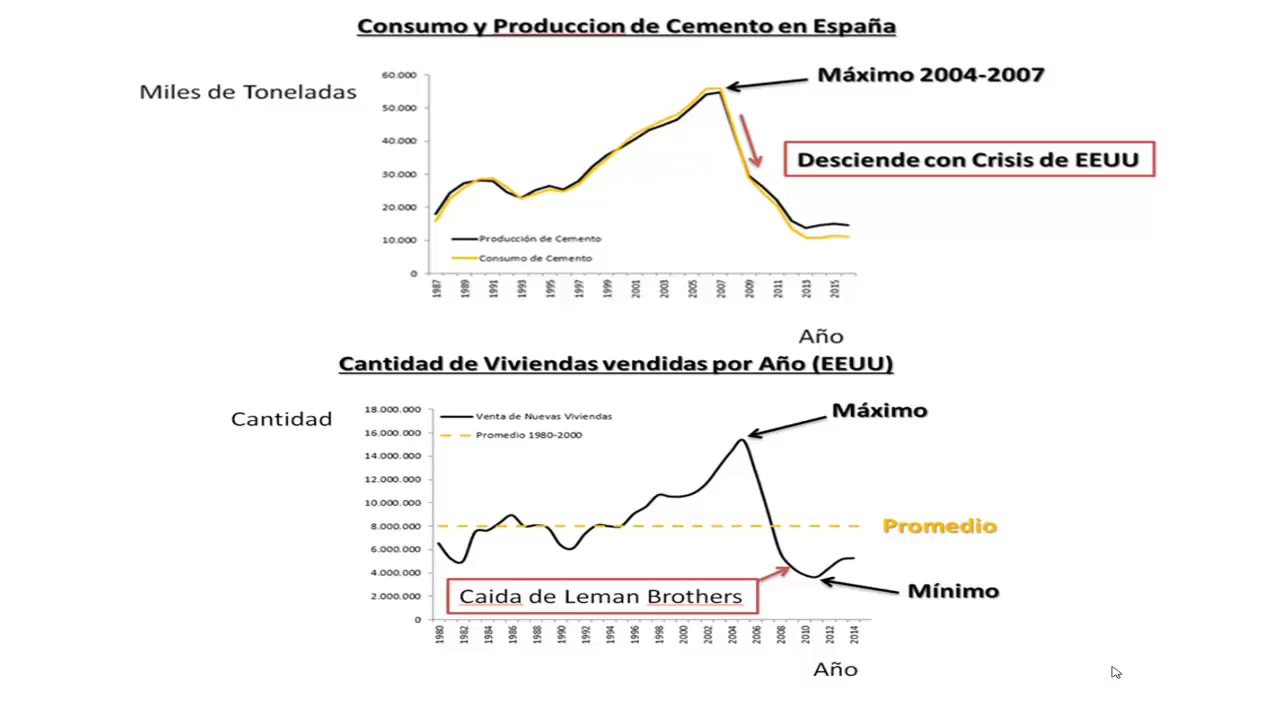 Consumo y Produccion de Cemento en España
Miles de Toneladas
Máximo 2004-2007
Desciende con Crisis de EEUU
60.000
50.000
40.000
30.000
20.000
10.000
0
Producción de Cemento
Consumo de Cemento
1987 1989 1991 1993 1995 1997 1999 2001 2003 2005 2007 2009 2011 2013 2015
Año
Cantidad de Viviendas vendidas por Año (EEUU)
Cantidad
Máximo
18.000.000
16.000.000
14.000.000
12.000.000
10.000.000
8.000.000
6.000.000
4.000.000
2.000.000
0
Venta de Nuevas Viviendas
Promedio 1980-2000
Promedio
Caida de Leman Brothers
Mínimo
1980 1982 1984 1986 1988 1990 1992 1994 1996 1998 2000 2002 2004 2006 2008 2010 2012 2014
Año